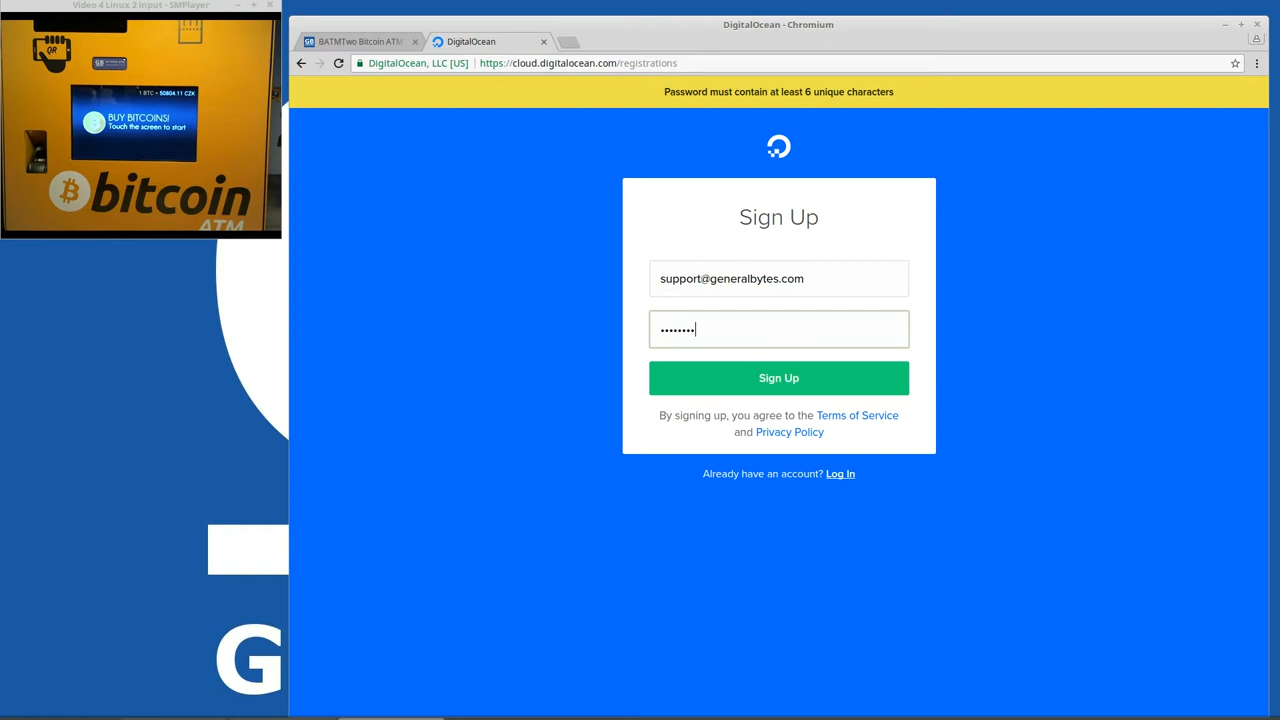 Video 4 Linux 2 input - SMPlayer
QR
GB
1 BTC = 50804.11 CZK
BUY BITCOINS!
Touch the screen to start
bitcoin
ATM
G
DigitalOcean - Chromium
GB BATMTwo Bitcoin ATM
DigitalOcean
DigitalOcean, LLC [US]
https://cloud.digitalocean.com/registrations
Password must contain at least 6 unique characters
Sign Up
support@generalbytes.com
••••••••
Sign Up
By signing up, you agree to the Terms of Service
and Privacy Policy
Already have an account? Log In